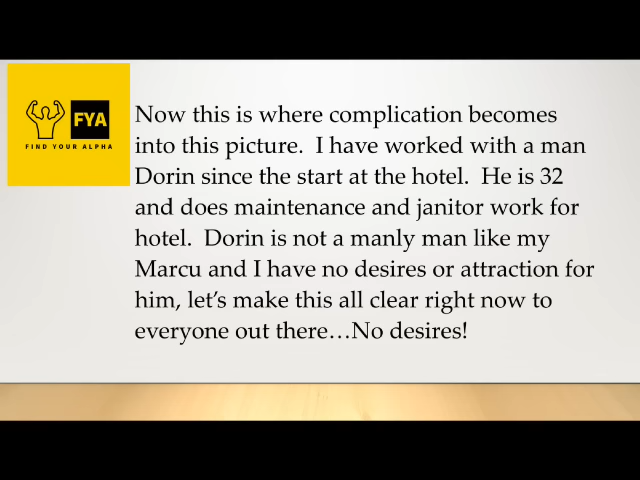 FYA
FIND YOUR ALPHA
Now this is where complication becomes
into this picture.  I have worked with a man
Dorin since the start at the hotel.  He is 32
and does maintenance and janitor work for
hotel.  Dorin is not a manly man like my
Marcu and I have no desires or attraction for
him, let’s make this all clear right now to
everyone out there…No desires!